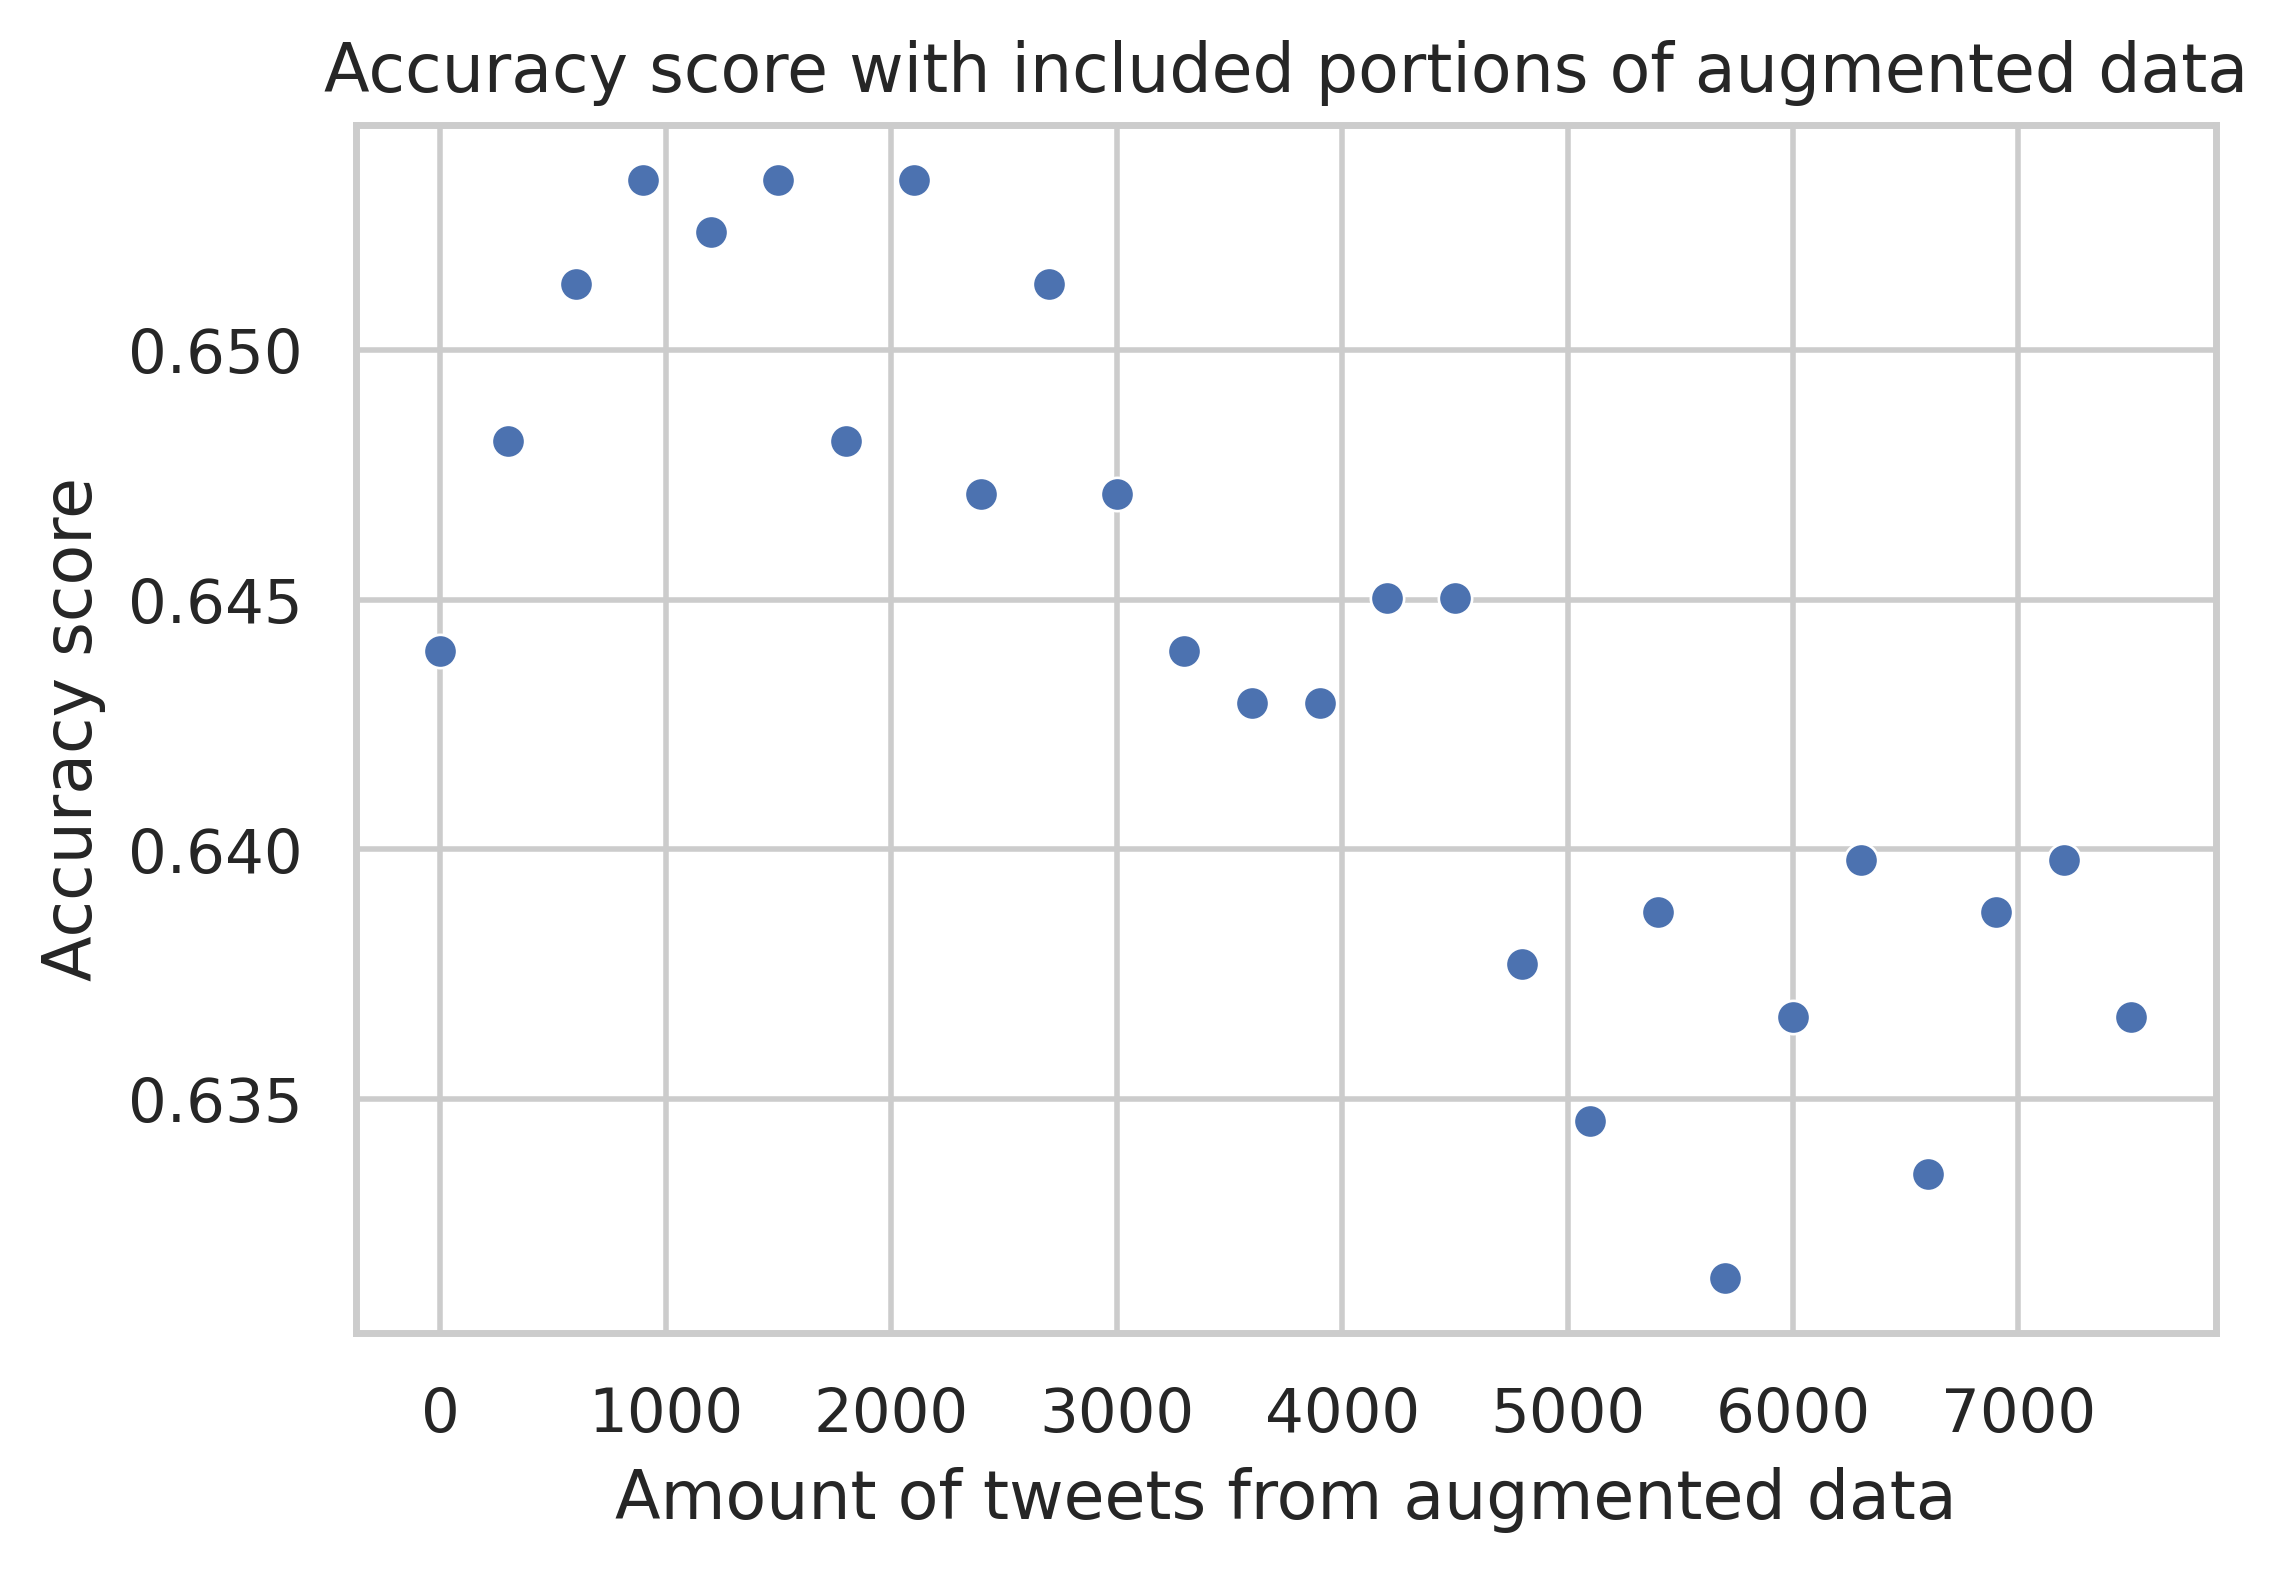 Accuracy score with included portions of augmented data
Accuracy score
0.650
0.645
0.640
0.635
0 1000 2000 3000 4000 5000 6000 7000
Amount of tweets from augmented data